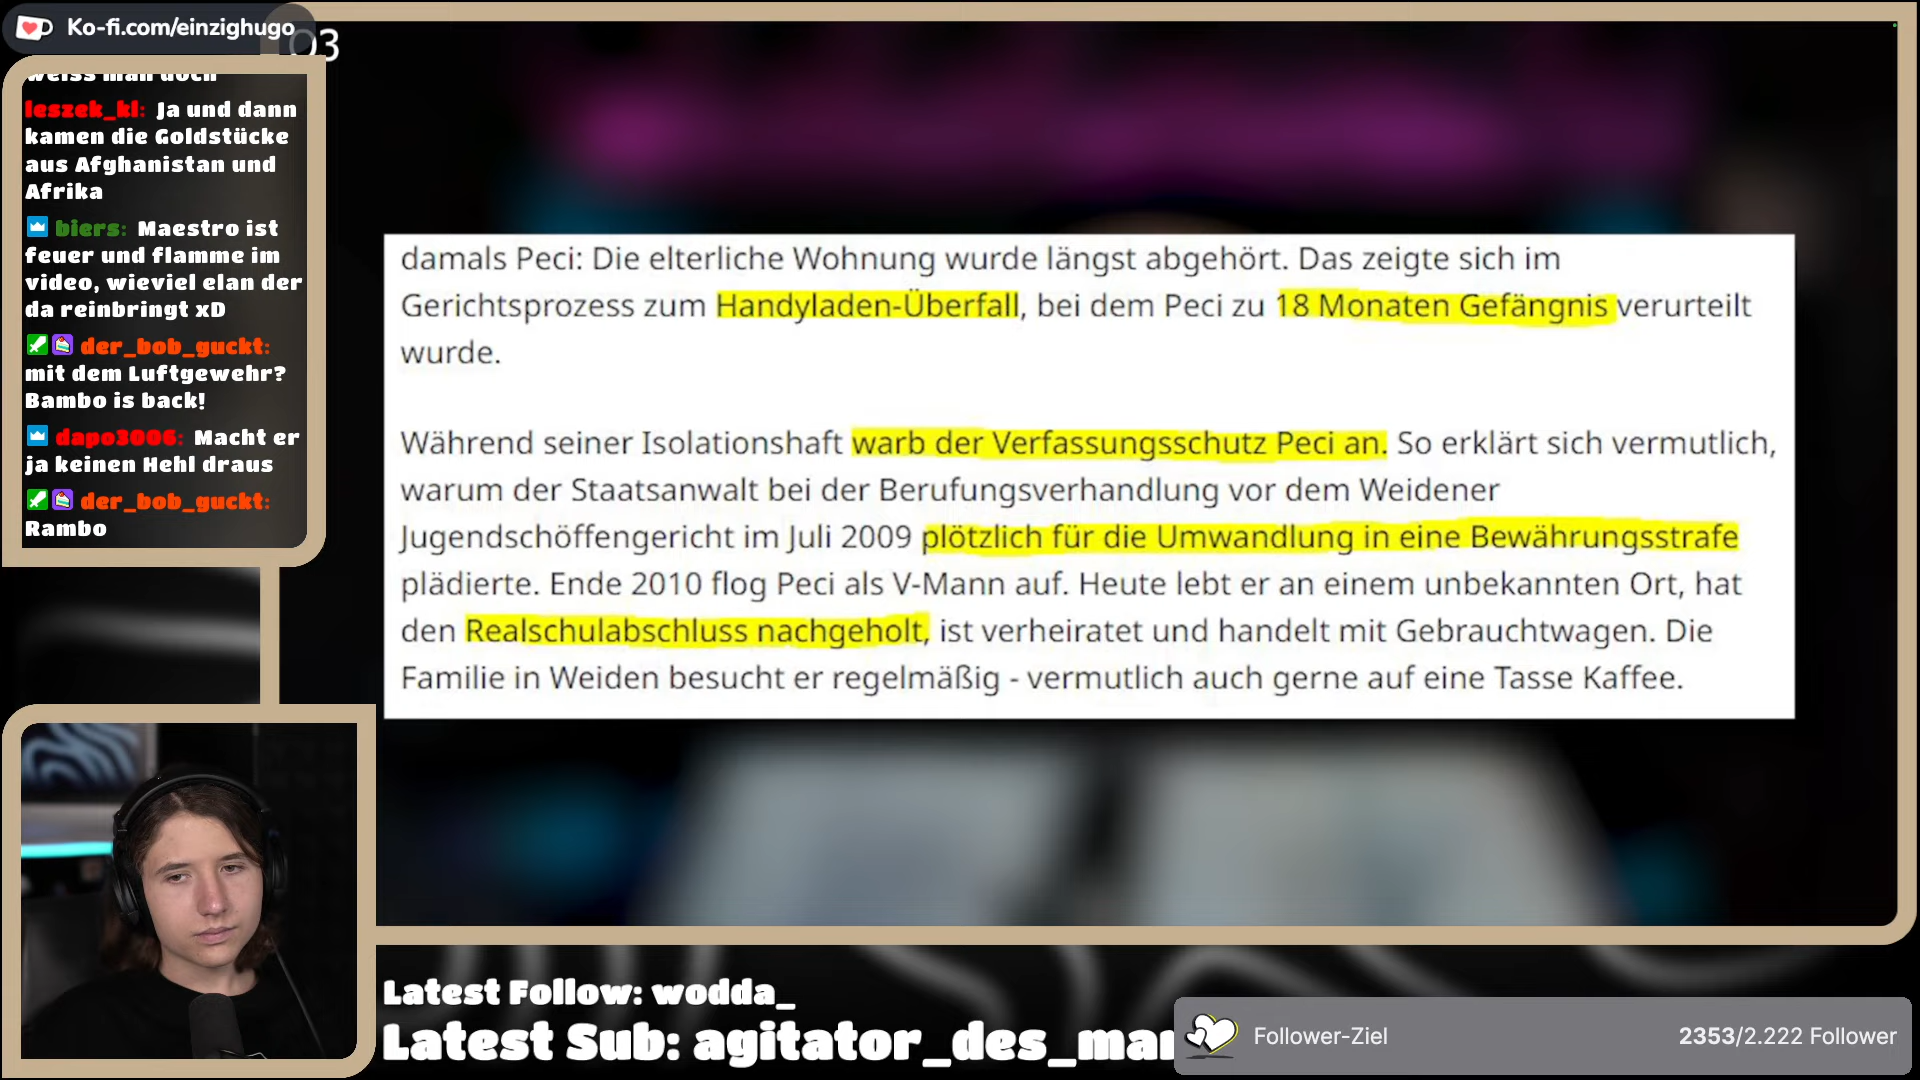 Ko-fi.com/einzighugo
03
weiss man doch
leszek_kl: Ja und dann
kamen die Goldstücke
aus Afghanistan und
Afrika
biers: Maestro ist
feuer und flamme im
video, wieviel elan der
da reinbringt xD
der_bob_guckt:
mit dem Luftgewehr?
Bambo is back!
dapo3006: Macht er
ja keinen Hehl draus
der_bob_guckt:
Rambo
damals Peci: Die elterliche Wohnung wurde längst abgehört. Das zeigte sich im
Gerichtsprozess zum Handyladen-Überfall, bei dem Peci zu 18 Monaten Gefängnis verurteilt
wurde.
Während seiner Isolationshaft warb der Verfassungsschutz Peci an. So erklärt sich vermutlich,
warum der Staatsanwalt bei der Berufungsverhandlung vor dem Weidener
Jugendschöffengericht im Juli 2009 plötzlich für die Umwandlung in eine Bewährungsstrafe
plädierte. Ende 2010 flog Peci als V-Mann auf. Heute lebt er an einem unbekannten Ort, hat
den Realschulabschluss nachgeholt, ist verheiratet und handelt mit Gebrauchtwagen. Die
Familie in Weiden besucht er regelmäßig - vermutlich auch gerne auf eine Tasse Kaffee.
Latest Follow: wodda_
Latest Sub: agitator_des_mar
Follower-Ziel
2353/2.222 Follower